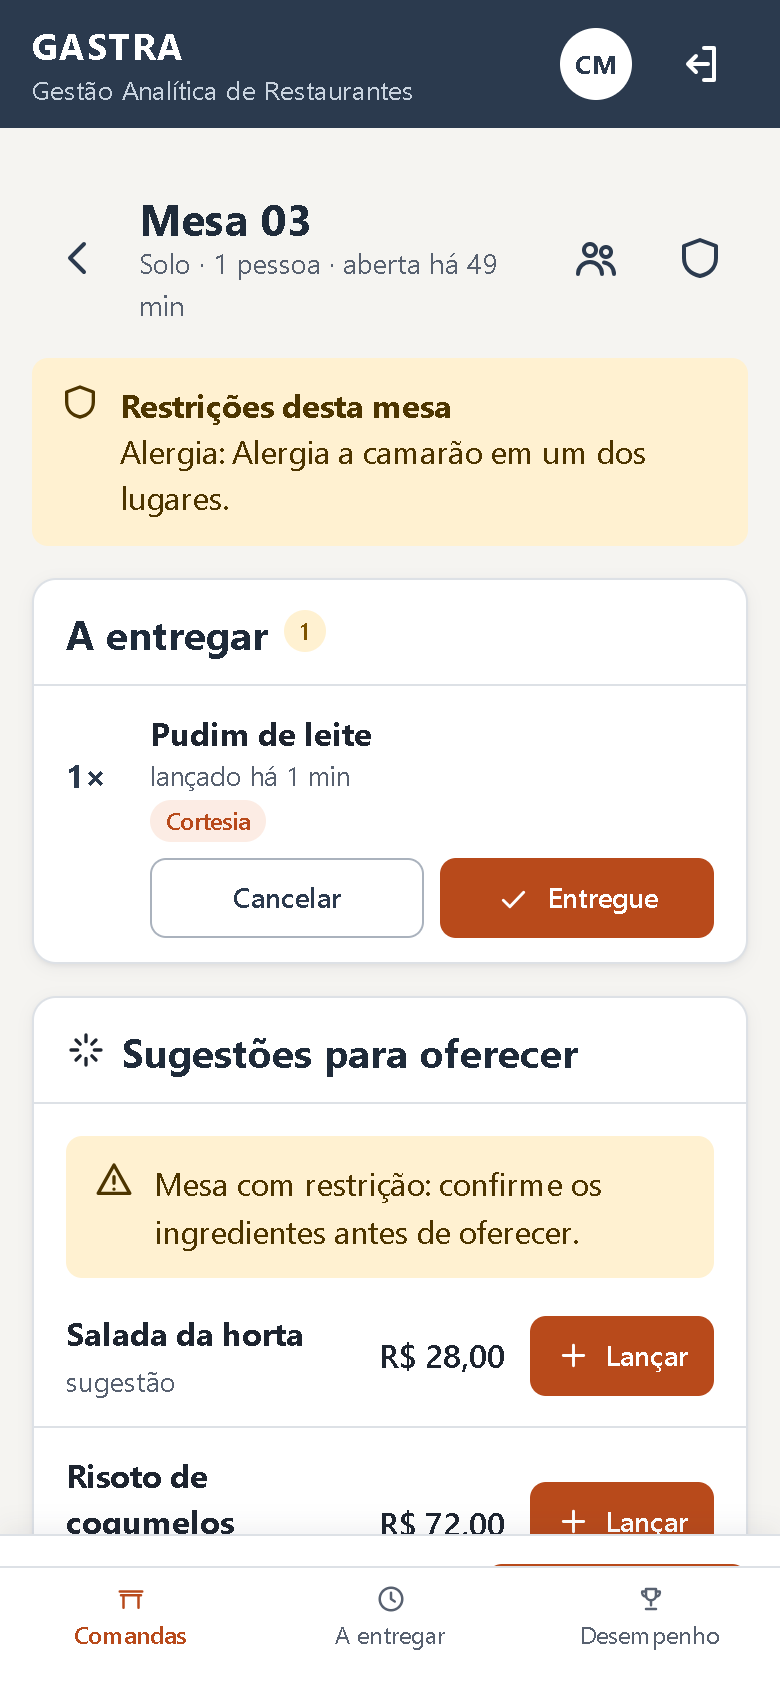 GASTRA
Gestão Analítica de Restaurantes
CM
Mesa 03
Solo · 1 pessoa · aberta há 49
min
Restrições desta mesa
Alergia: Alergia a camarão em um dos
lugares.
A entregar 1
Pudim de leite
1×
lançado há 1 min
Cortesia
Cancelar
Entregue
Sugestões para oferecer
Mesa com restrição: confirme os
ingredientes antes de oferecer.
Salada da horta
sugestão
R$ 28,00
+ Lançar
Risoto de
cogumelos
R$ 72,00
+ Lançar
Comandas
A entregar
Desempenho